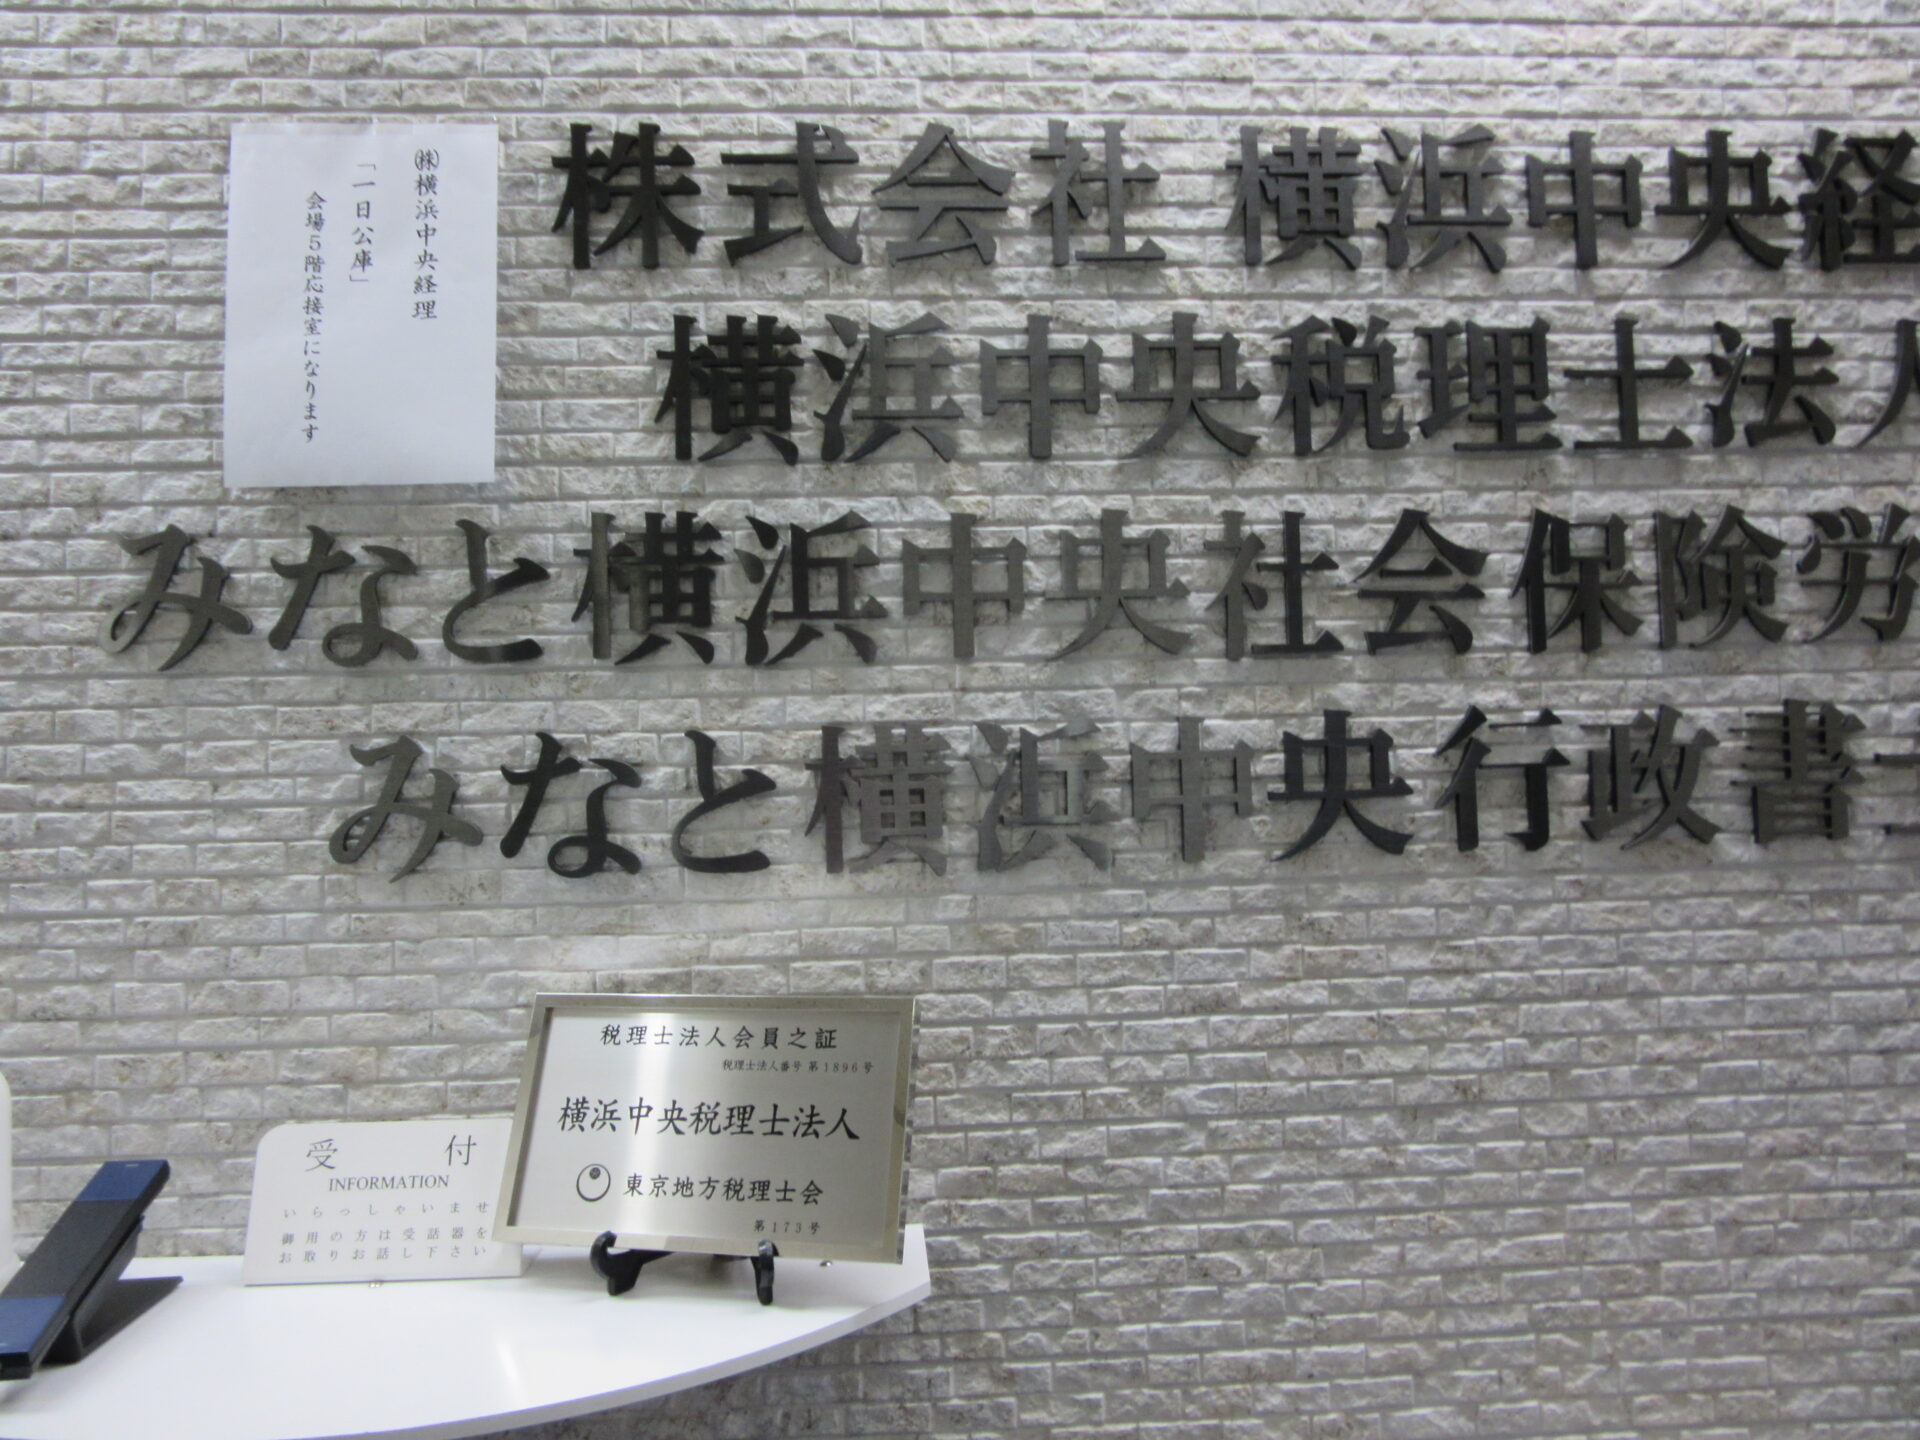 ㈱横浜中央経理
「一日公庫」
会場5階応接室になります
株式会社 横浜中央経
横浜中央税理士法人
みなと横浜中央社会保険労
みなと横浜中央行政書
税理士法人会員之証
税理士法人番号 第1896号
横浜中央税理士法人
東京地方税理士会
第173号
受付
INFORMATION
いらっしゃいませ
御用の方は受話器を
お取りお話し下さい